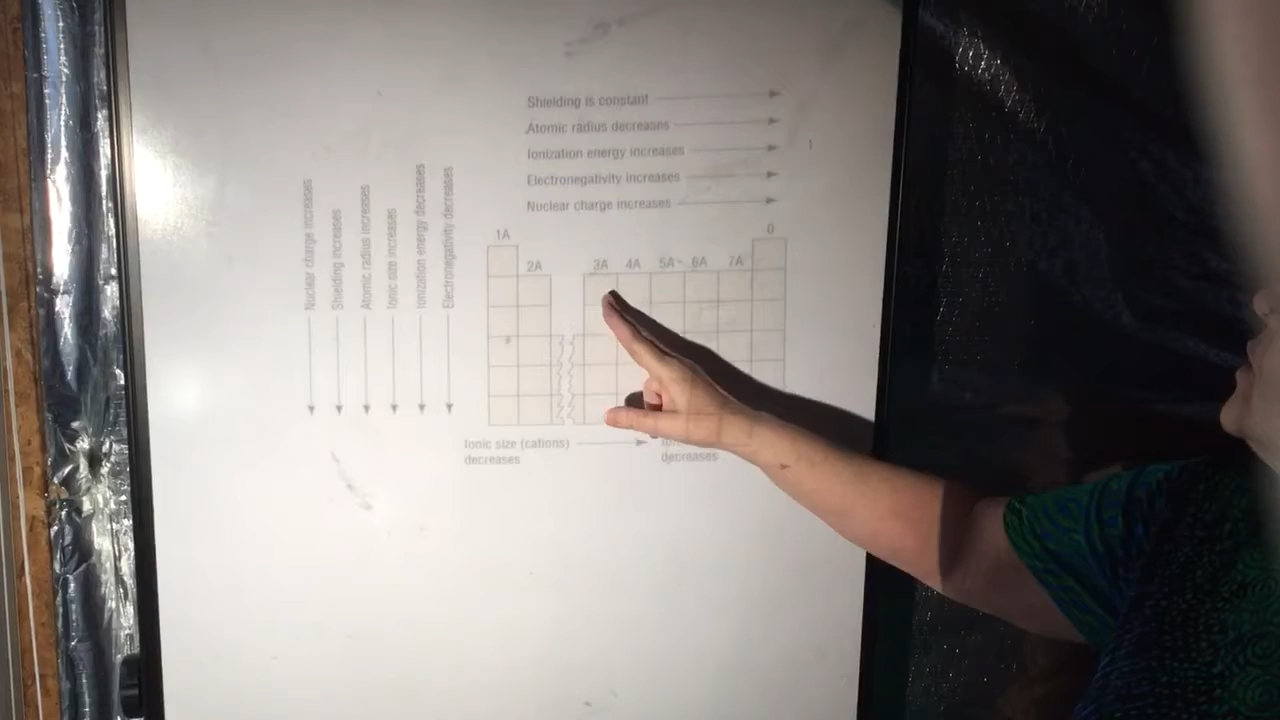 Shielding is constant
Atomic radius decreases
Ionization energy increases
Electronegativity increases
Nuclear charge increases
Nuclear charge increases
Shielding increases
Atomic radius increases
Ionic size increases
Ionization energy decreases
Electronegativity decreases
1A
2A
3A 4A 5A 6A 7A
0
Ionic size (cations)
decreases
decreases